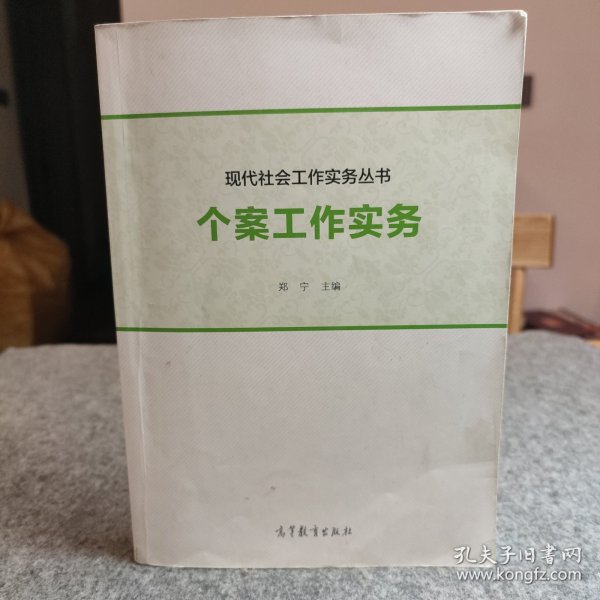 现代社会工作实务丛书
个案工作实务
郑 宁 主编
高等教育出版社
孔夫子旧书网
www.kongfz.com